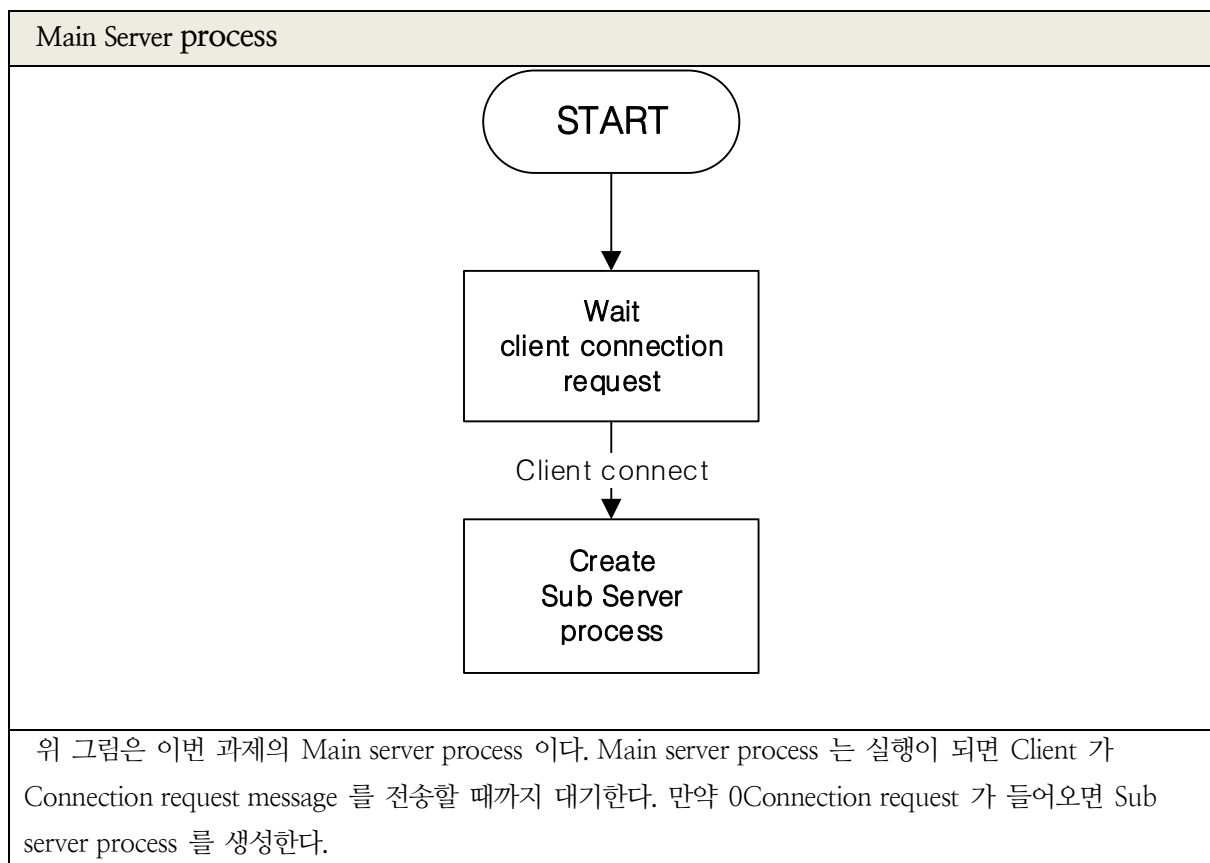 Main Server process
START
Wait
client connection
request
Client connect
Create
Sub Server
process
위 그림은 이번 과제의 Main server process 이다. Main server process 는 실행이 되면 Client 가
Connection request message 를 전송할 때까지 대기한다. 만약 0Connection request 가 들어오면 Sub
server process 를 생성한다.